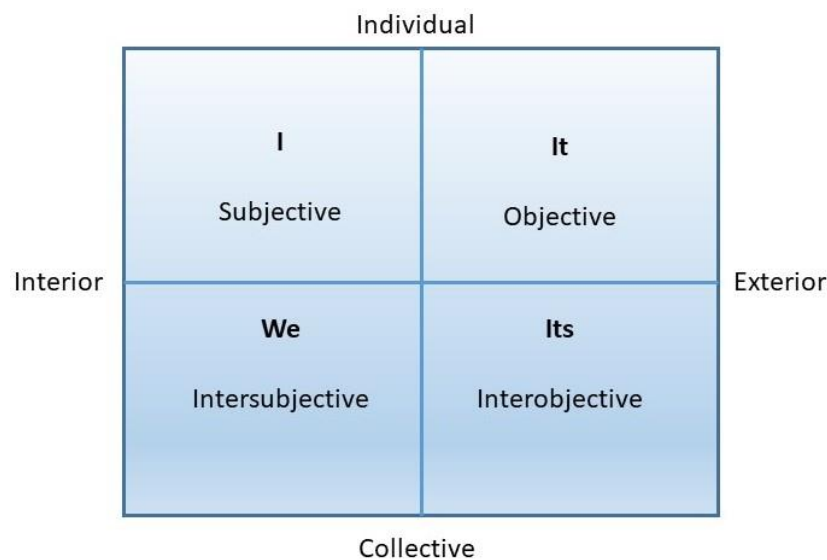 Individual
I
It
Subjective
Objective
Interior
Exterior
We
Its
Intersubjective
Interobjective
Collective